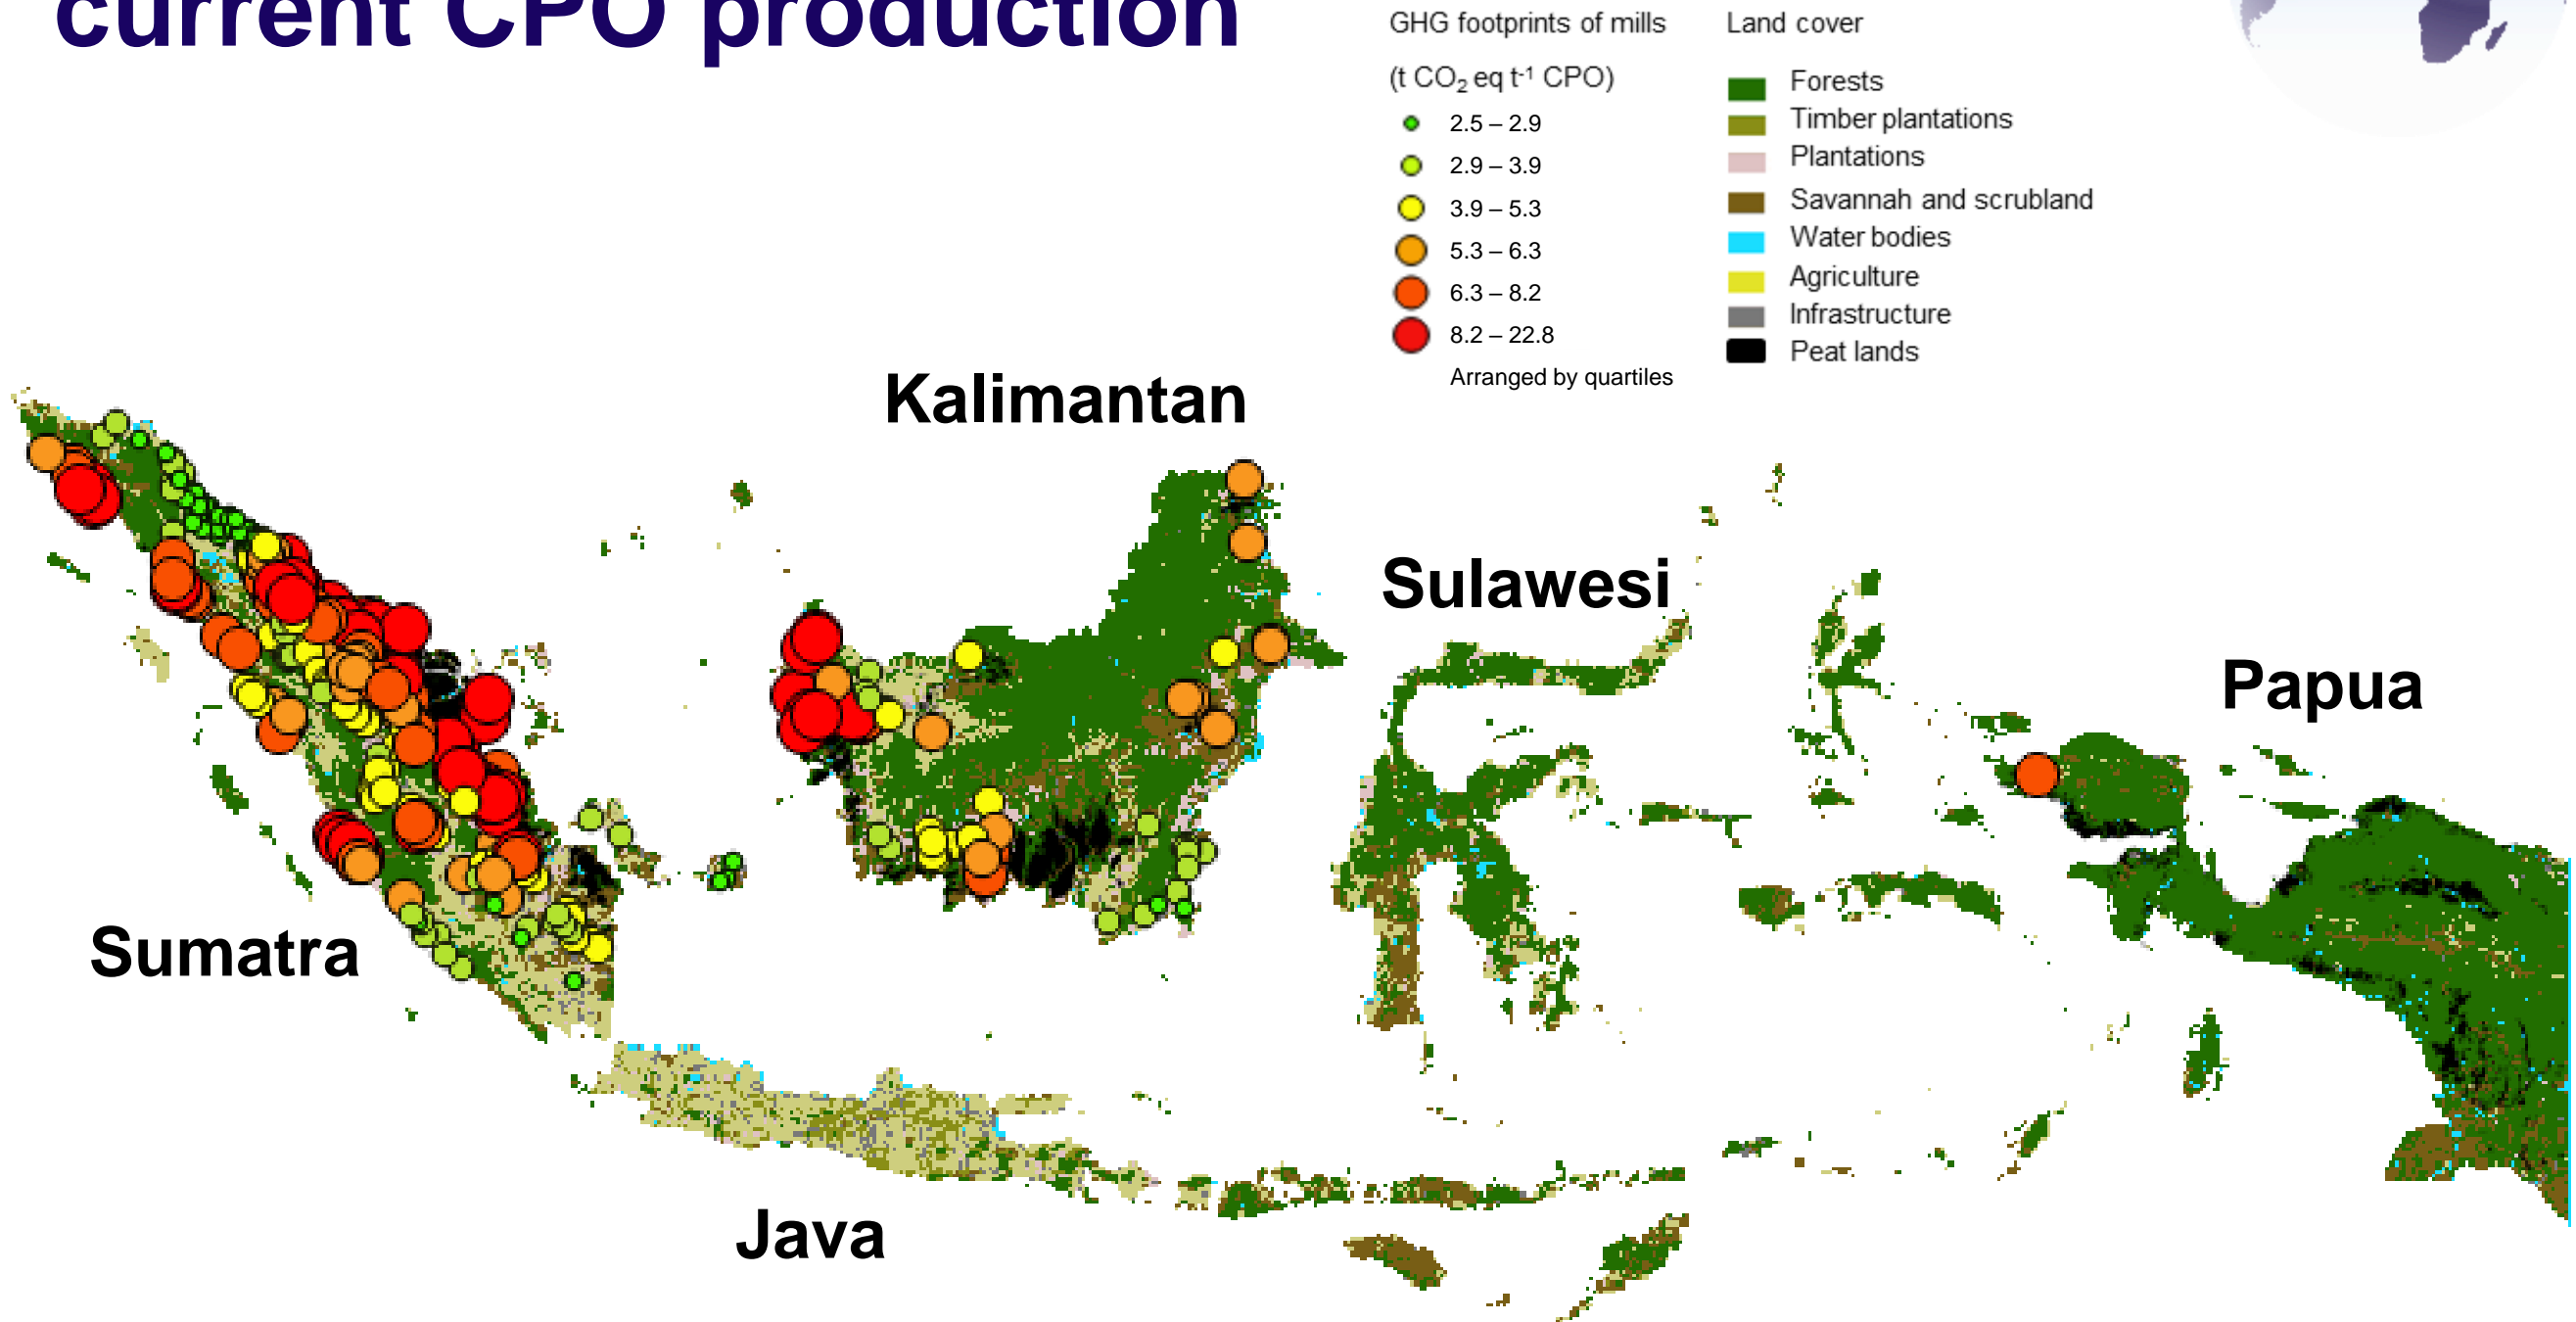 current CPO production
GHG footprints of mills
(t CO₂ eq t⁻¹ CPO)
2.5 – 2.9
2.9 – 3.9
3.9 – 5.3
5.3 – 6.3
6.3 – 8.2
8.2 – 22.8
Arranged by quartiles
Land cover
Forests
Timber plantations
Plantations
Savannah and scrubland
Water bodies
Agriculture
Infrastructure
Peat lands
Kalimantan
Sulawesi
Papua
Sumatra
Java